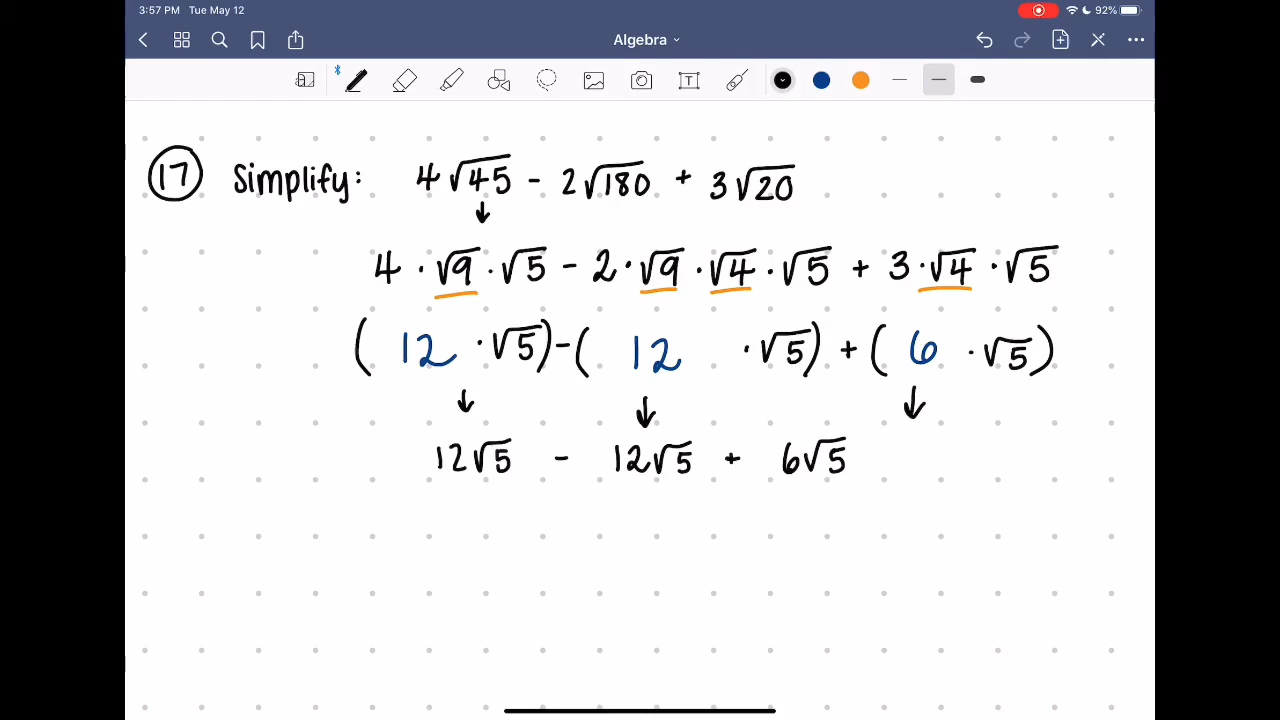 3:57 PM Tue May 12
92%
Algebra
T
17 Simplify: 4√45 - 2√180 + 3√20
↓
4 · √9 · √5 - 2 · √9 · √4 · √5 + 3 · √4 · √5
( 12 · √5 ) - ( 12 · √5 ) + ( 6 · √5 )
↓ ↓ ↓
12√5 - 12√5 + 6√5